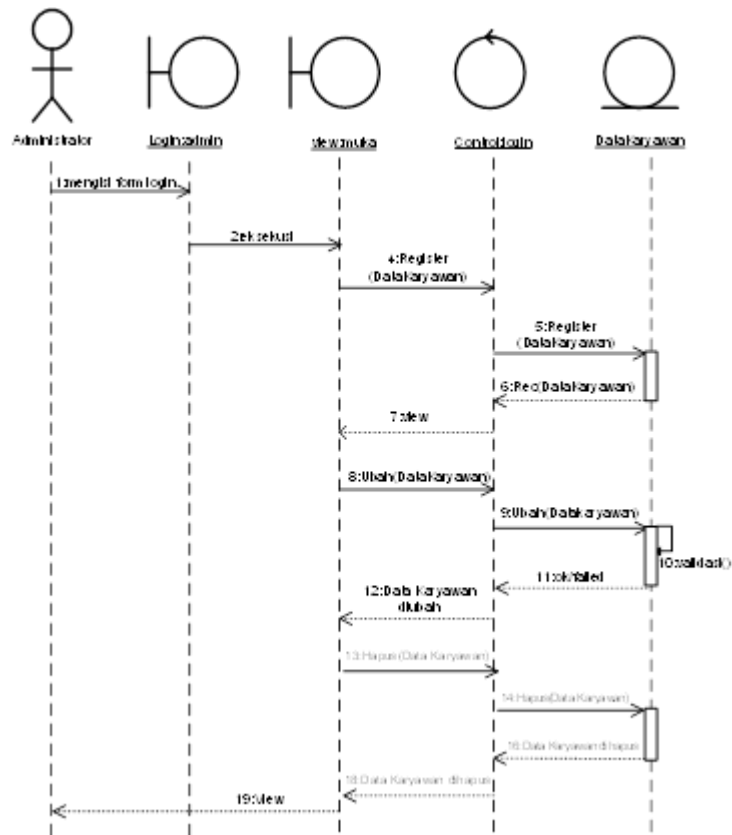 Administrator
Login:admin
view:muka
Control:login
DataKaryawan
1:mengisi form login
2:eksekusi
4:Register
(DataKaryawan)
5:Register
(DataKaryawan)
6:Rec(DataKaryawan)
7:view
8:Ubah(DataKaryawan)
9:Ubah(Datakaryawan)
10:validasi()
11:ok/failed
12:Data Karyawan
diubah
13:Hapus(Data Karyawan)
14:Hapus(DataKaryawan)
16:Data Karyawan dihapus
18:Data Karyawan dihapus
19:view